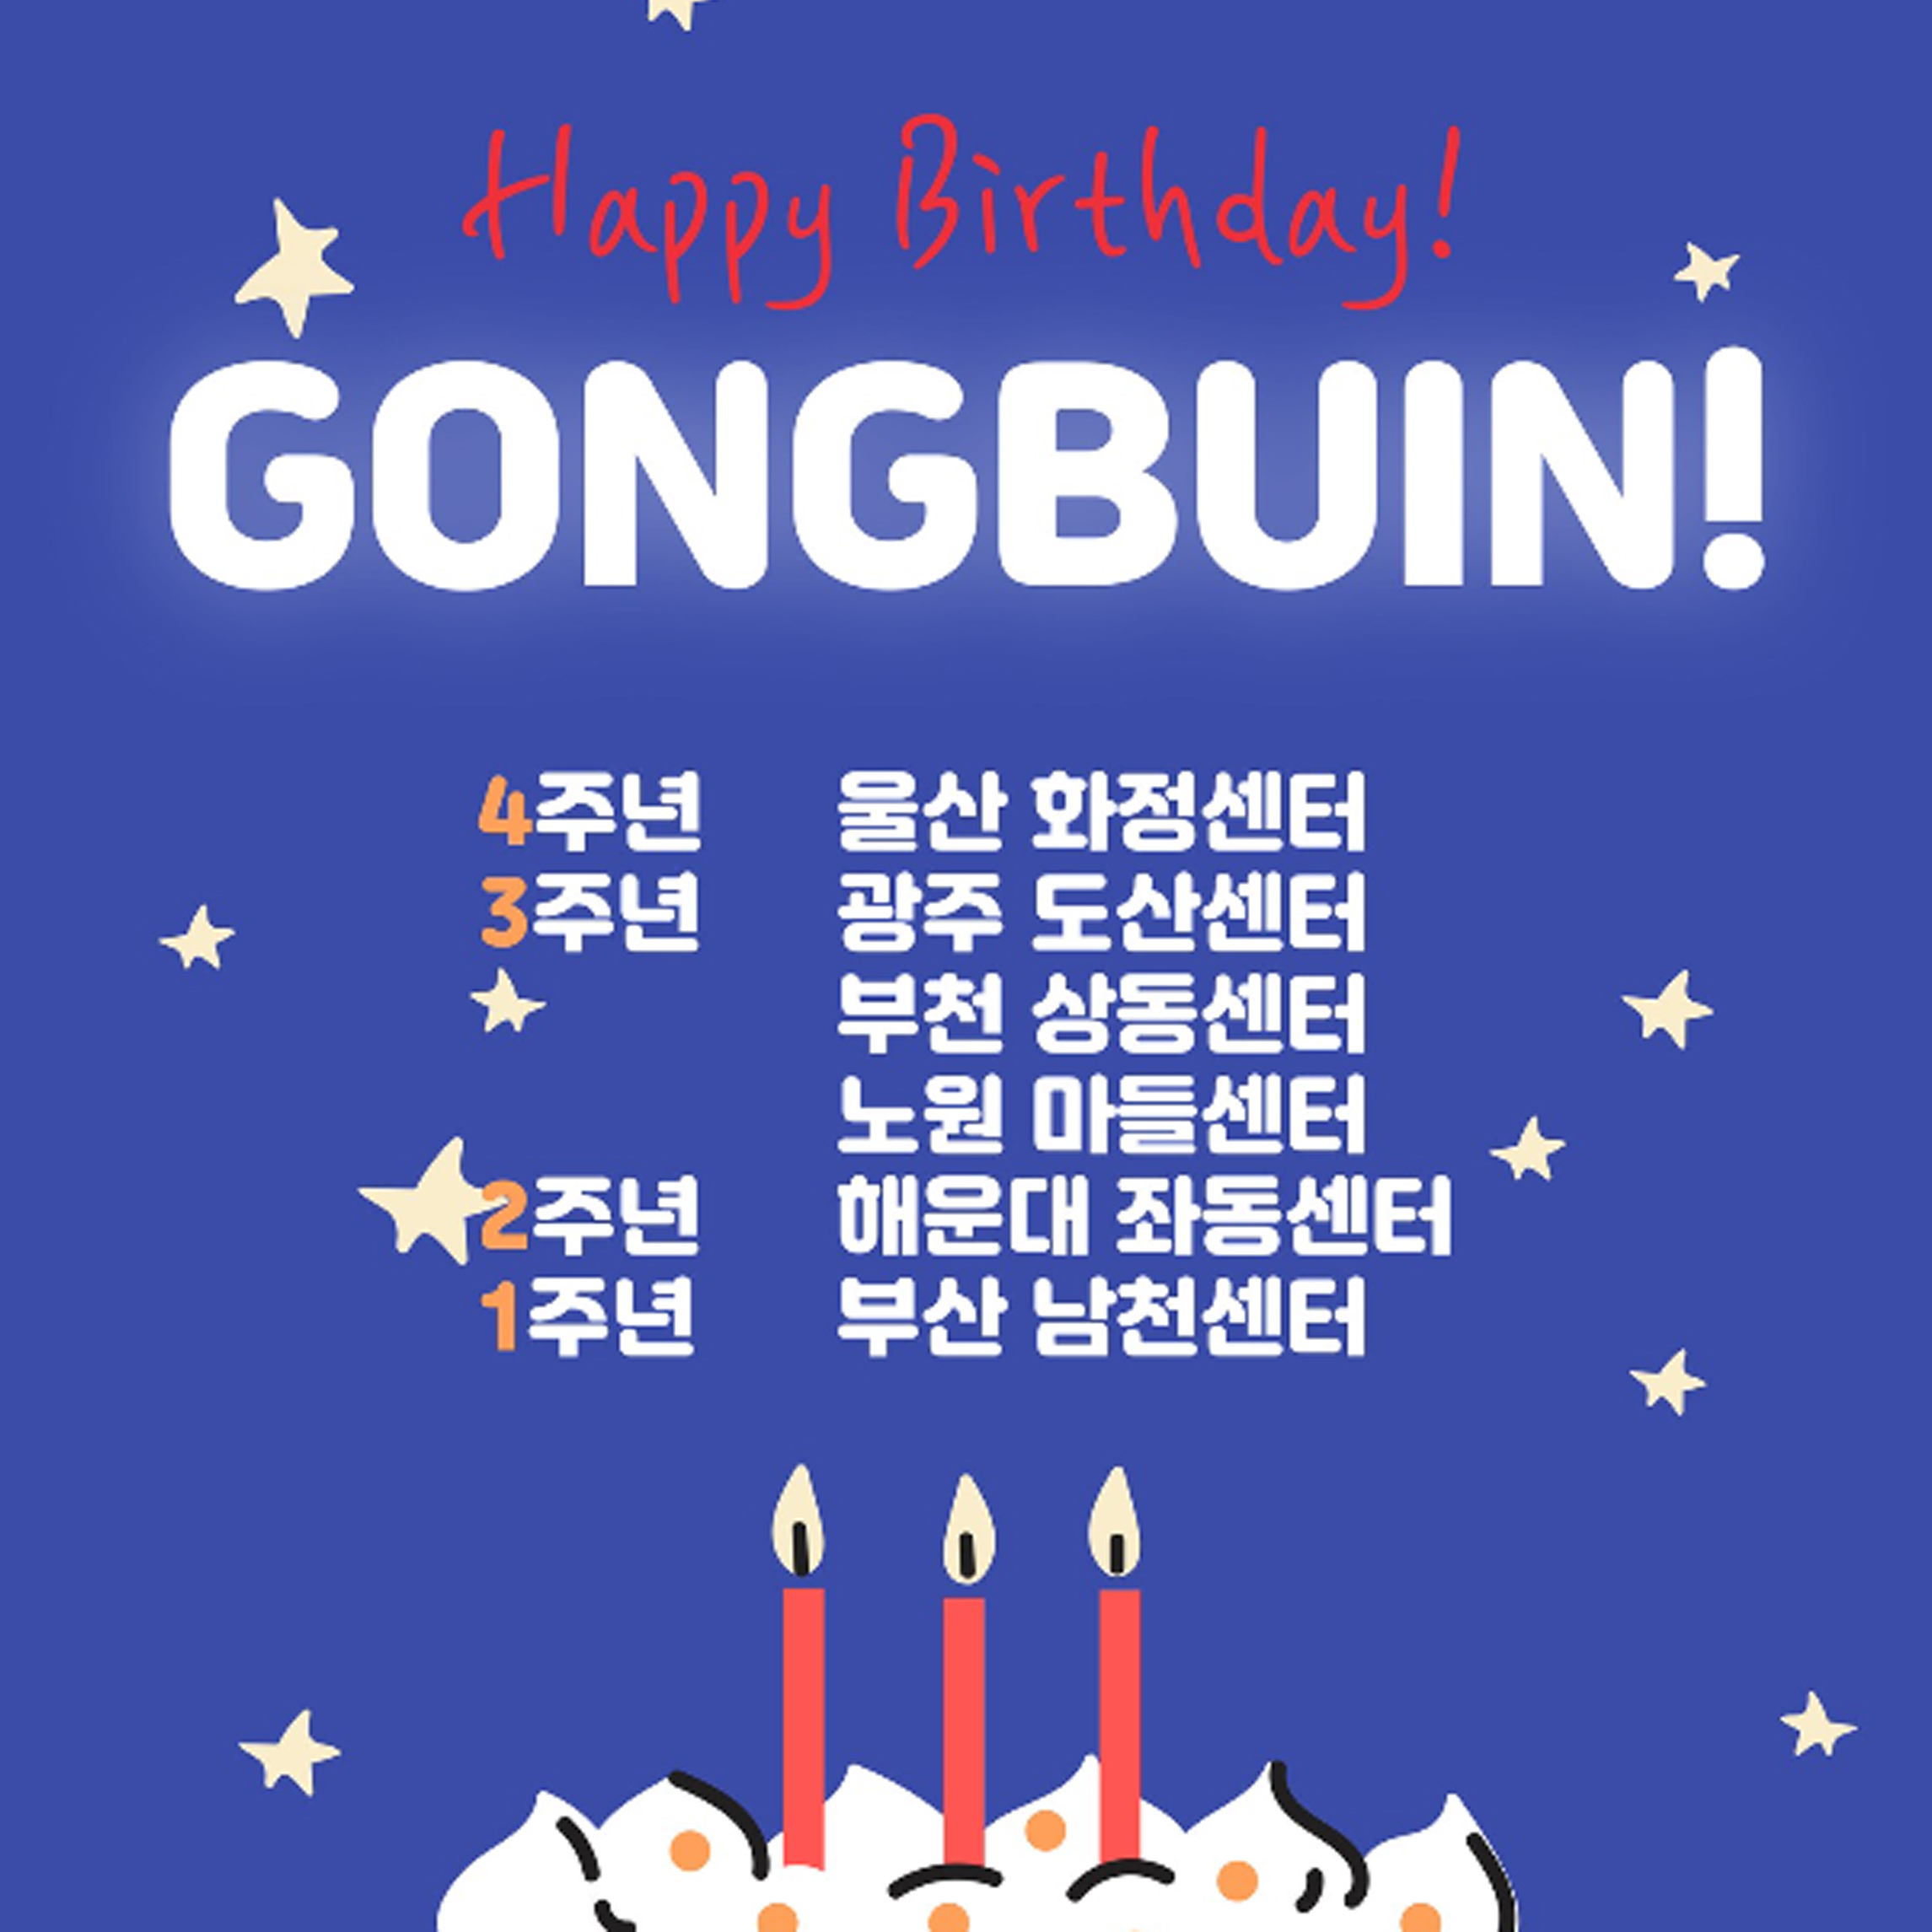 Happy Birthday!
GONGBUIN!
4주년 울산 화정센터
3주년 광주 도산센터
부천 상동센터
노원 마들센터
2주년 해운대 좌동센터
1주년 부산 남천센터